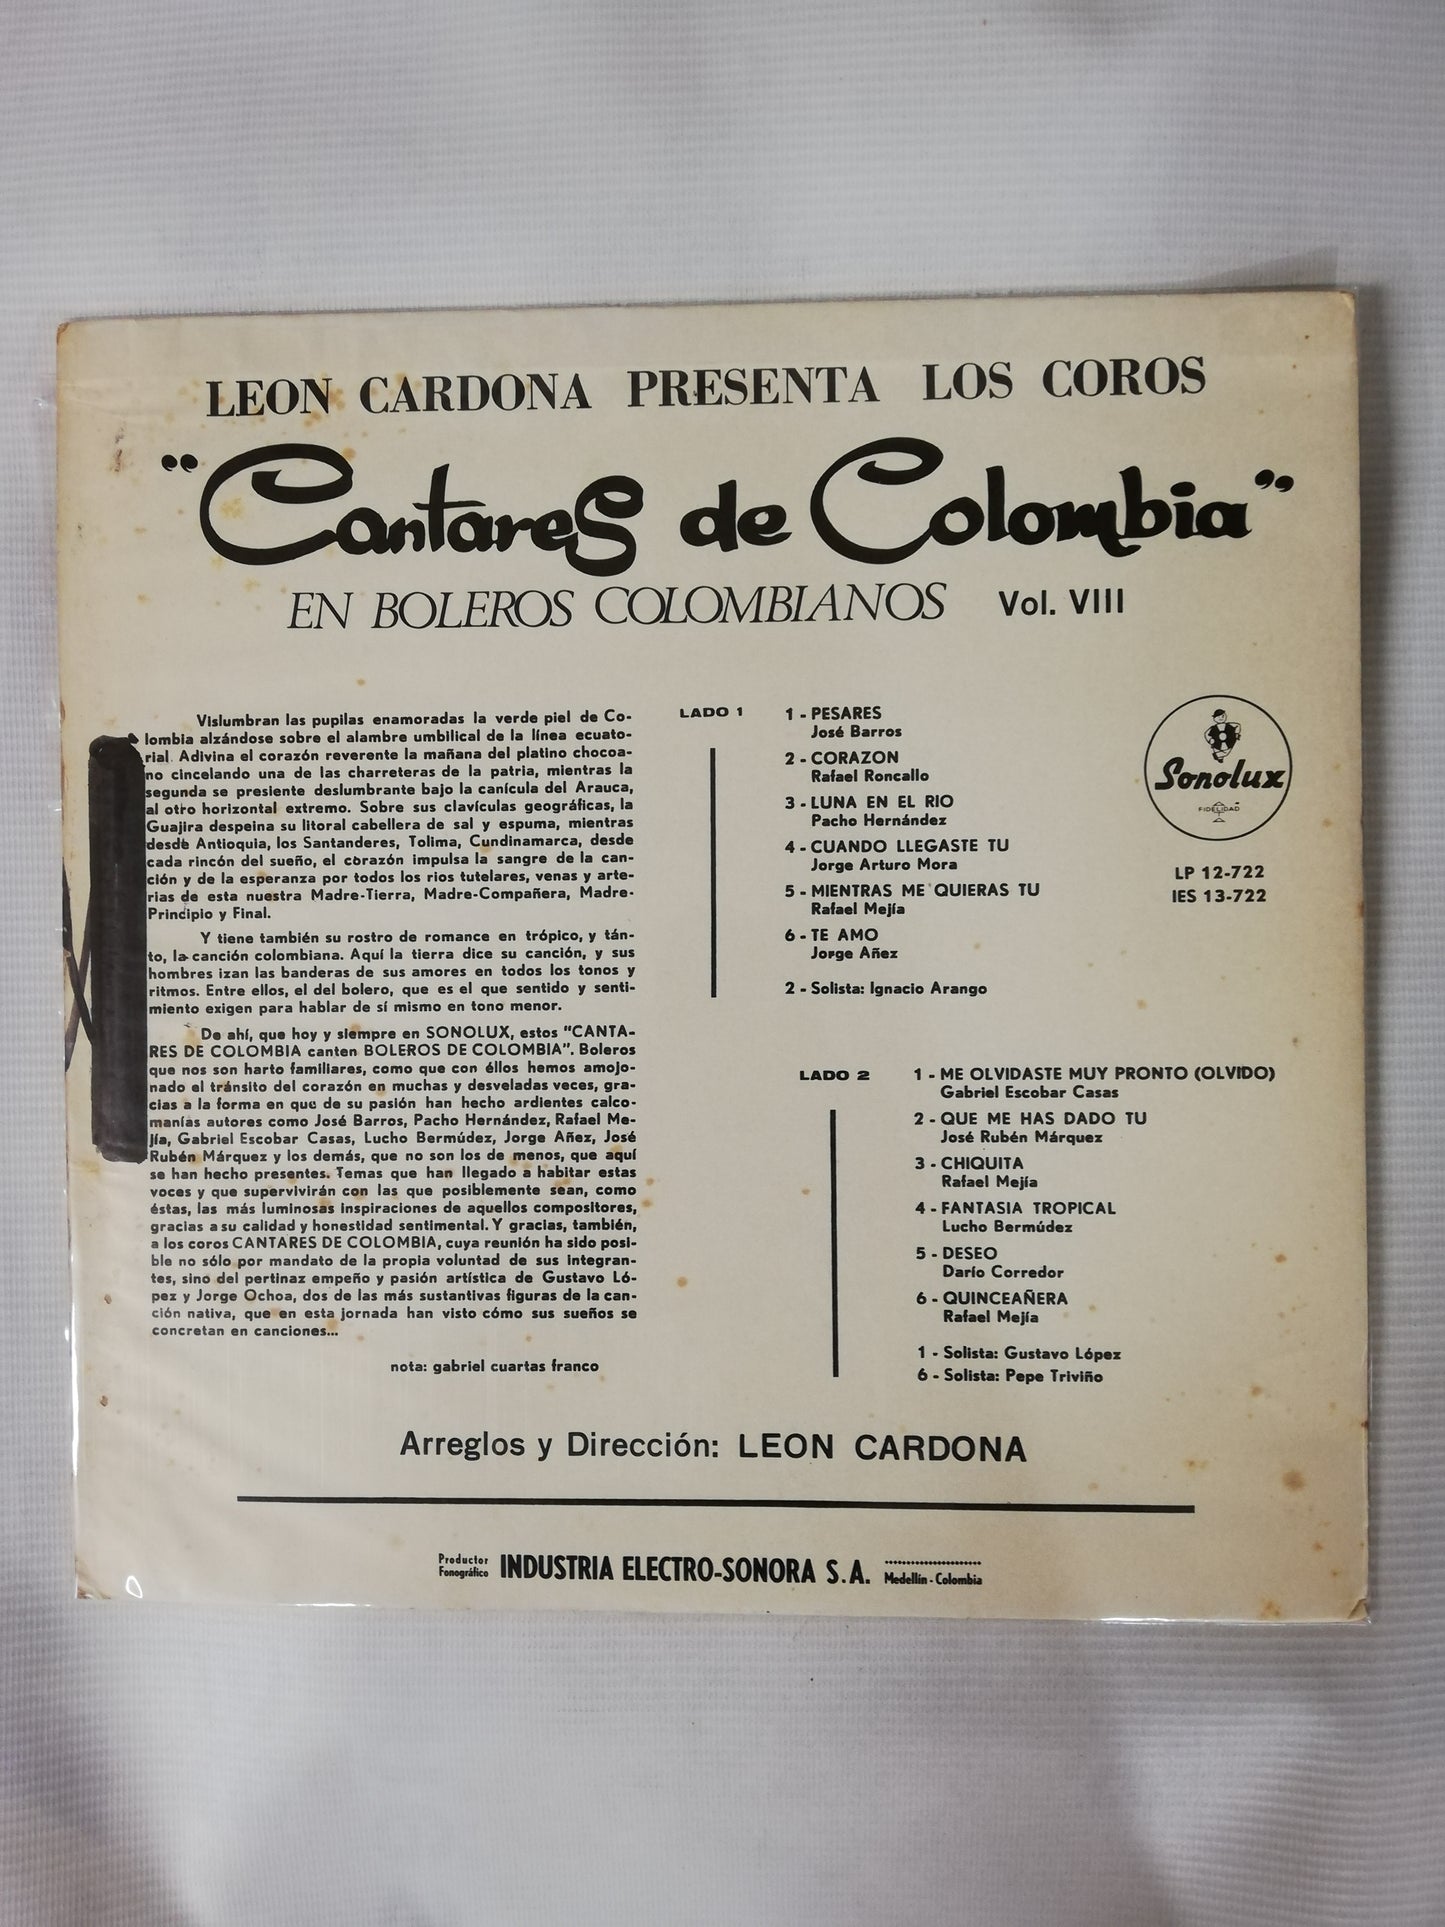 LEON CARDONA PRESENTA LOS COROS
"Cantares de Colombia"
EN BOLEROS COLOMBIANOS Vol. VIII
Vislumbran las pupilas enamoradas la verde piel de Co-
lombia alzándose sobre el alambre umbilical de la línea ecuato-
rial. Adivina el corazón reverente la mañana del platino chocoa-
no cincelando una de las charreteras de la patria, mientras la
segunda se presiente deslumbrante bajo la canícula del Arauca,
al otro horizontal extremo. Sobre sus clavículas geográficas, la
Guajira despeina su litoral cabellera de sal y espuma, mientras
desde Antioquia, los Santanderes, Tolima, Cundinamarca, desde
cada rincón del sueño, el corazón impulsa la sangre de la can-
ción y de la esperanza por todos los rios tutelares, venas y arte-
rias de esta nuestra Madre-Tierra, Madre-Compañera, Madre-
Principio y Final.
Y tiene también su rostro de romance en trópico, y tán-
to, la canción colombiana. Aquí la tierra dice su canción, y sus
hombres izan las banderas de sus amores en todos los tonos y
ritmos. Entre ellos, el del bolero, que es el que sentido y senti-
miento exigen para hablar de sí mismo en tono menor.
De ahí, que hoy y siempre en SONOLUX, estos "CANTA-
RES DE COLOMBIA canten BOLEROS DE COLOMBIA". Boleros
que nos son harto familiares, como que con éllos hemos amojo-
nado el tránsito del corazón en muchas y desveladas veces, gra-
cias a la forma en que de su pasión han hecho ardientes calco-
manías autores como José Barros, Pacho Hernández, Rafael Me-
jía, Gabriel Escobar Casas, Lucho Bermúdez, Jorge Añez, José
Rubén Márquez y los demás, que no son los de menos, que aquí
se han hecho presentes. Temas que han llegado a habitar estas
voces y que supervivirán con las que posiblemente sean, como
éstas, las más luminosas inspiraciones de aquellos compositores,
gracias a su calidad y honestidad sentimental. Y gracias, también,
a los coros CANTARES DE COLOMBIA, cuya reunión ha sido posi-
ble no sólo por mandato de la propia voluntad de sus integran-
tes, sino del pertinaz empeño y pasión artística de Gustavo Ló-
pez y Jorge Ochoa, dos de las más sustantivas figuras de la can-
ción nativa, que en esta jornada han visto cómo sus sueños se
concretan en canciones...
nota: gabriel cuartas franco
LADO 1
1 - PESARES
José Barros
2 - CORAZON
Rafael Roncallo
3 - LUNA EN EL RIO
Pacho Hernández
4 - CUANDO LLEGASTE TU
Jorge Arturo Mora
5 - MIENTRAS ME QUIERAS TU
Rafael Mejía
6 - TE AMO
Jorge Añez
2 - Solista: Ignacio Arango
Sonolux
FIDELIDAD
LP 12-722
IES 13-722
LADO 2
1 - ME OLVIDASTE MUY PRONTO (OLVIDO)
Gabriel Escobar Casas
2 - QUE ME HAS DADO TU
José Rubén Márquez
3 - CHIQUITA
Rafael Mejía
4 - FANTASIA TROPICAL
Lucho Bermúdez
5 - DESEO
Darío Corredor
6 - QUINCEAÑERA
Rafael Mejía
1 - Solista: Gustavo López
6 - Solista: Pepe Triviño
Arreglos y Dirección: LEON CARDONA
Productor
Fonográfico INDUSTRIA ELECTRO-SONORA S.A.
Medellín - Colombia